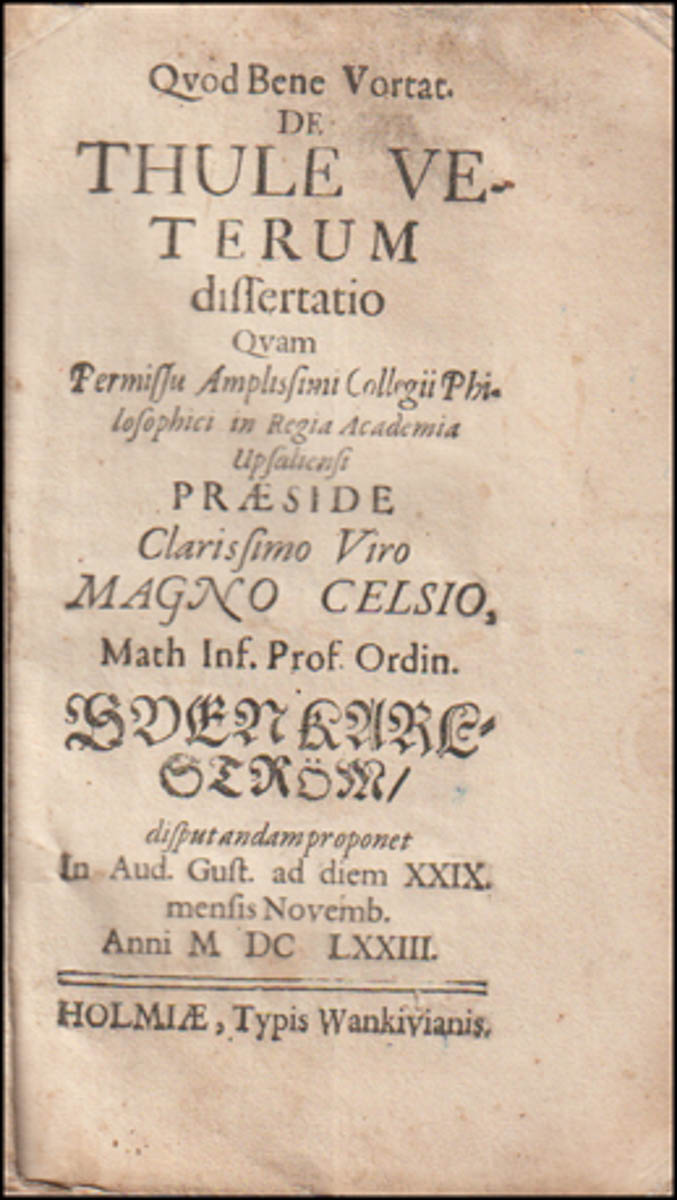 Qvod Bene Vortat.
DE
THULE VE-
TERUM
diſſertatio
Qvam
Permiſſu Amplisſimi Collegii Phi-
loſophici in Regia Academia
Upſalienſi
PRÆSIDE
Clarisſimo Viro
MAGNO CELSIO,
Math Inf. Prof. Ordin.
SVEN KARL-
STRÖM/
diſputandam proponet
In Aud. Guſt. ad diem XXIX.
menſis Novemb.
Anni M DC LXXIII.
HOLMIÆ, Typis Wankivianis.